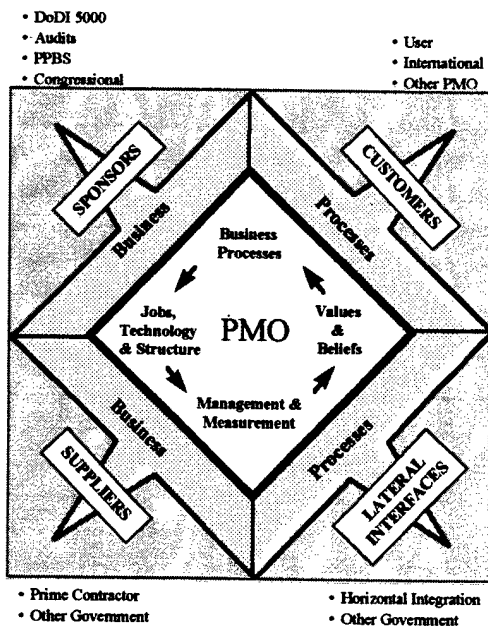 • DoDI 5000
• Audits
• PPBS
• Congressional
• User
• International
• Other PMO
SPONSORS
CUSTOMERS
Business
Processes
Business
Processes
Jobs,
Technology
& Structure
PMO
Values
&
Beliefs
Management &
Measurement
Business
Processes
SUPPLIERS
LATERAL
INTERFACES
• Prime Contractor
• Other Government
• Horizontal Integration
• Other Government